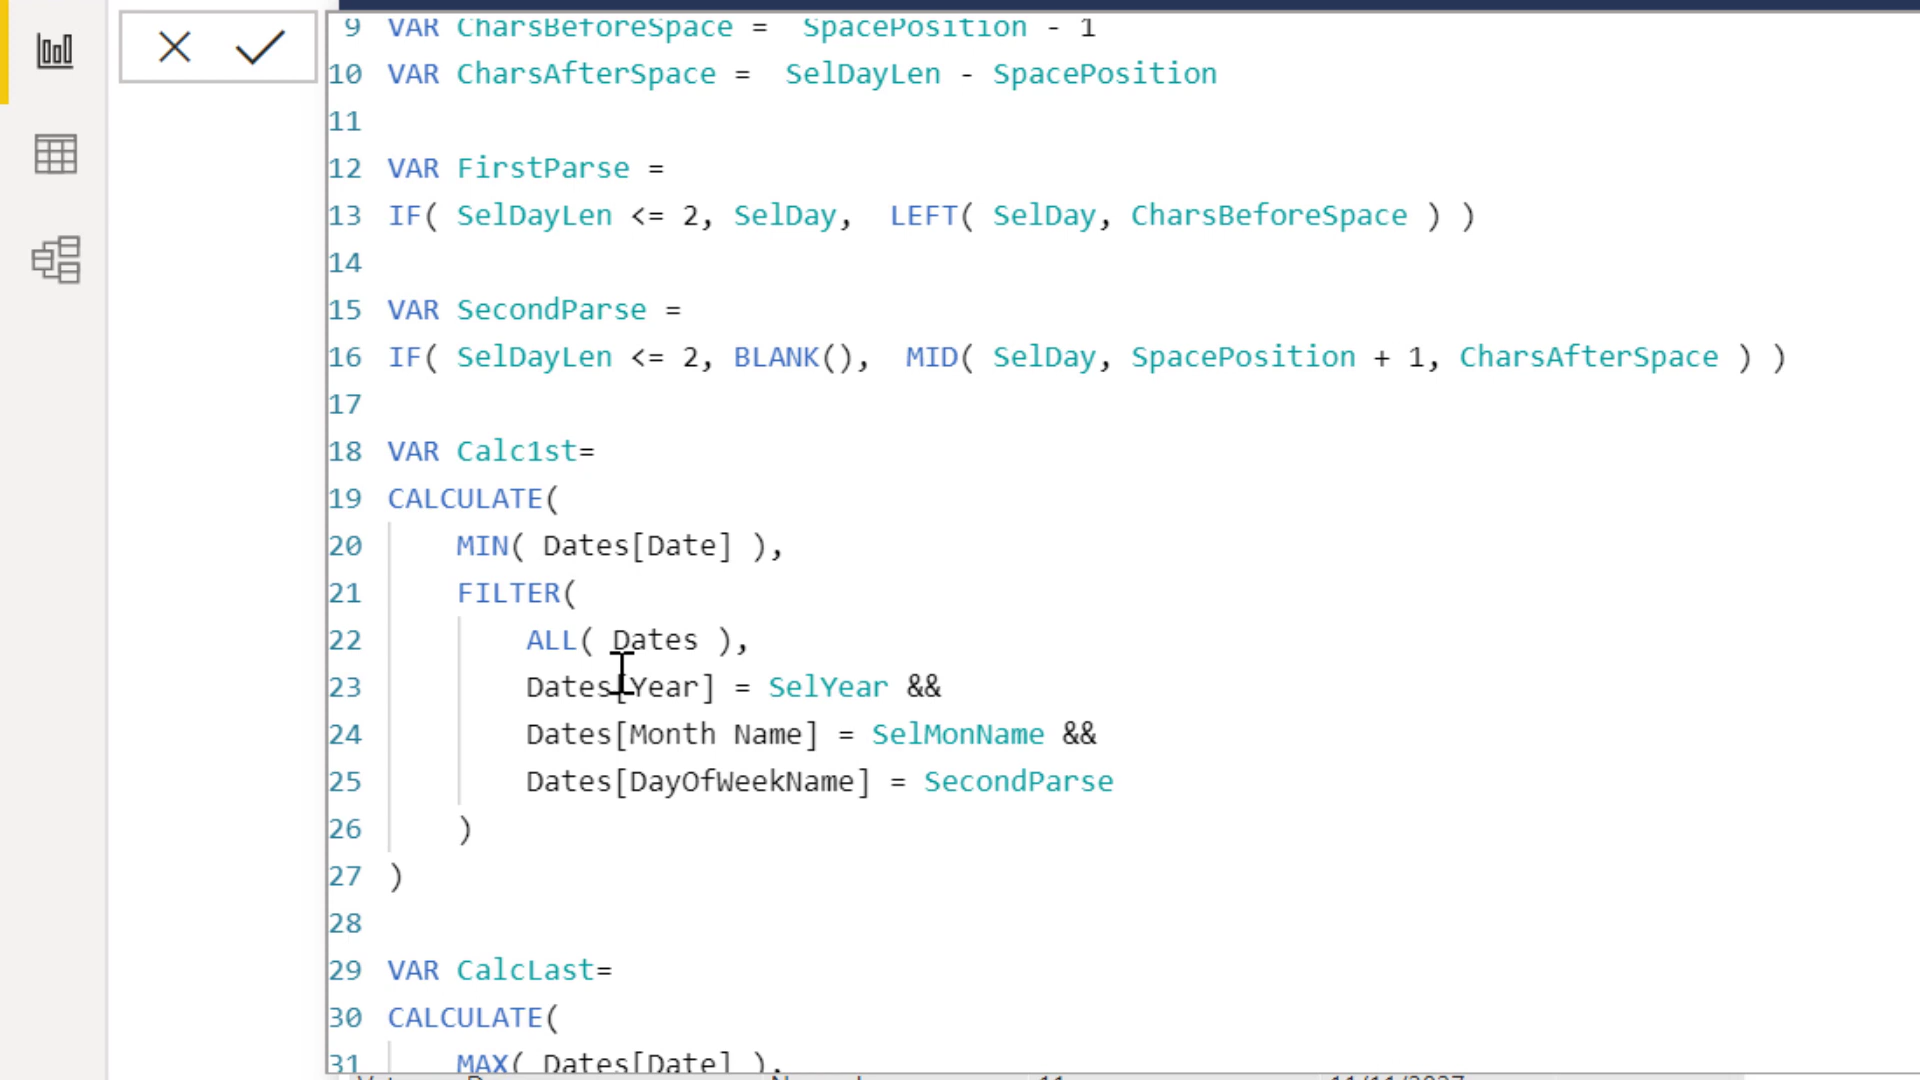 9 VAR CharsBeforeSpace = SpacePosition - 1
10 VAR CharsAfterSpace = SelDayLen - SpacePosition
11
12 VAR FirstParse =
13 IF( SelDayLen <= 2, SelDay, LEFT( SelDay, CharsBeforeSpace ) )
14
15 VAR SecondParse =
16 IF( SelDayLen <= 2, BLANK(), MID( SelDay, SpacePosition + 1, CharsAfterSpace ) )
17
18 VAR Calc1st=
19 CALCULATE(
20 MIN( Dates[Date] ),
21 FILTER(
22 ALL( Dates ),
23 Dates[Year] = SelYear &&
24 Dates[Month Name] = SelMonName &&
25 Dates[DayOfWeekName] = SecondParse
26 )
27 )
28
29 VAR CalcLast=
30 CALCULATE(
31 MAX( Dates[Date] ),